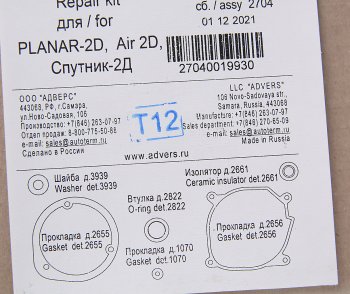 Repair kit
для / for
PLANAR-2D, Air 2D,
Спутник-2Д
сб. / assy 2704
01 12 2021
27040019930
ООО "АДВЕРС"
443068, РФ, г.Самара,
ул.Ново-Садовая, 106
Производство: +7(846)263-07-97
Отдел продаж: 8-800-775-50-88
e-mail: sales@autoterm.ru
Сделано в России
LLC "ADVERS"
106 Novo-Sadovaya str.,
Samara, Russia, 443068
Manufacturer: +7(846)263-07-97
Sales department: +7(846)270-65-09
e-mail: sales@autoterm.ru
Made in Russia
T12
www.advers.ru
Шайба д.3939
Washer det.3939
Изолятор д.2661
Ceramic insulator det.2661
Втулка д.2822
O-ring det.2822
Прокладка д.2655
Gasket det.2655
Прокладка д.1070
Gasket det.1070
Прокладка д.2656
Gasket det.2656